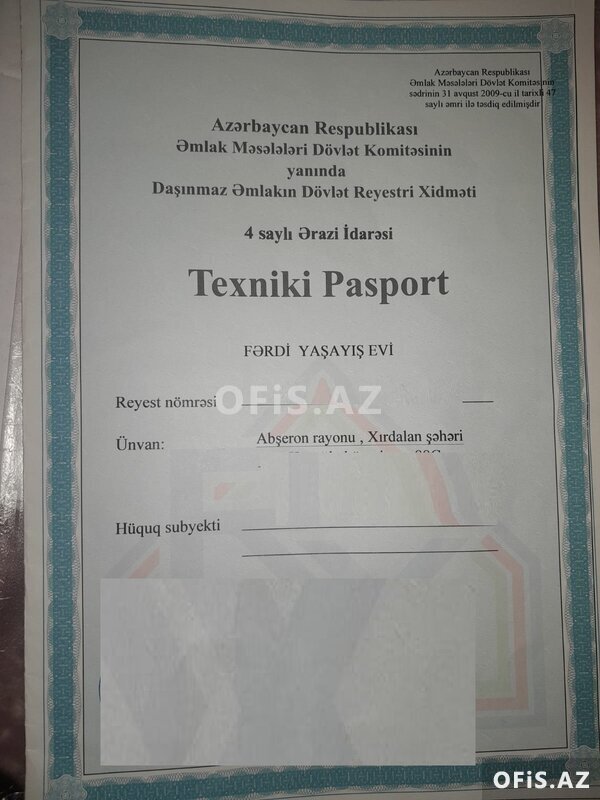 Azərbaycan Respublikası
Əmlak Məsələləri Dövlət Komitəsinin
sədrinin 31 avqust 2009-cu il tarixli 47
saylı əmri ilə təsdiq edilmişdir
Azərbaycan Respublikası
Əmlak Məsələləri Dövlət Komitəsinin
yanında
Daşınmaz Əmlakın Dövlət Reyestri Xidməti
4 saylı Ərazi İdarəsi
Texniki Pasport
FƏRDİ YAŞAYIŞ EVİ
Reyest nömrəsi
OFiS.AZ
Ünvan: Abşeron rayonu , Xırdalan şəhəri
Hüquq subyekti
OFiS.AZ